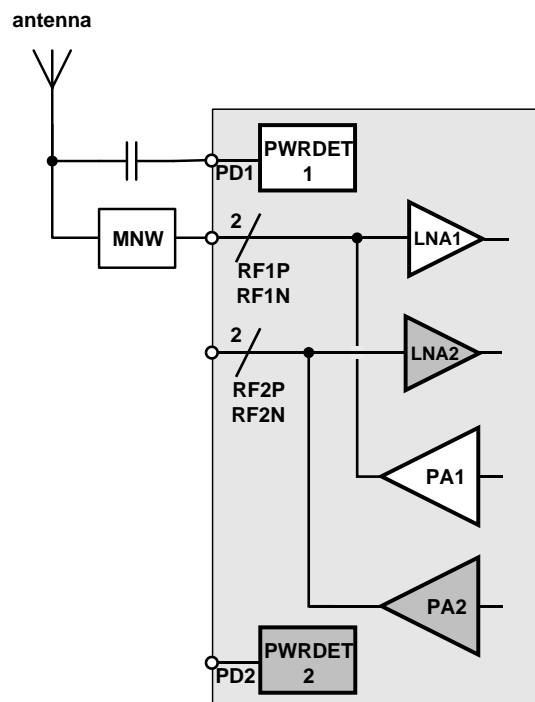 antenna
PWRDET
1
PD1
MNW
2
RF1P
RF1N
LNA1
2
RF2P
RF2N
LNA2
PA1
PA2
PWRDET
2
PD2